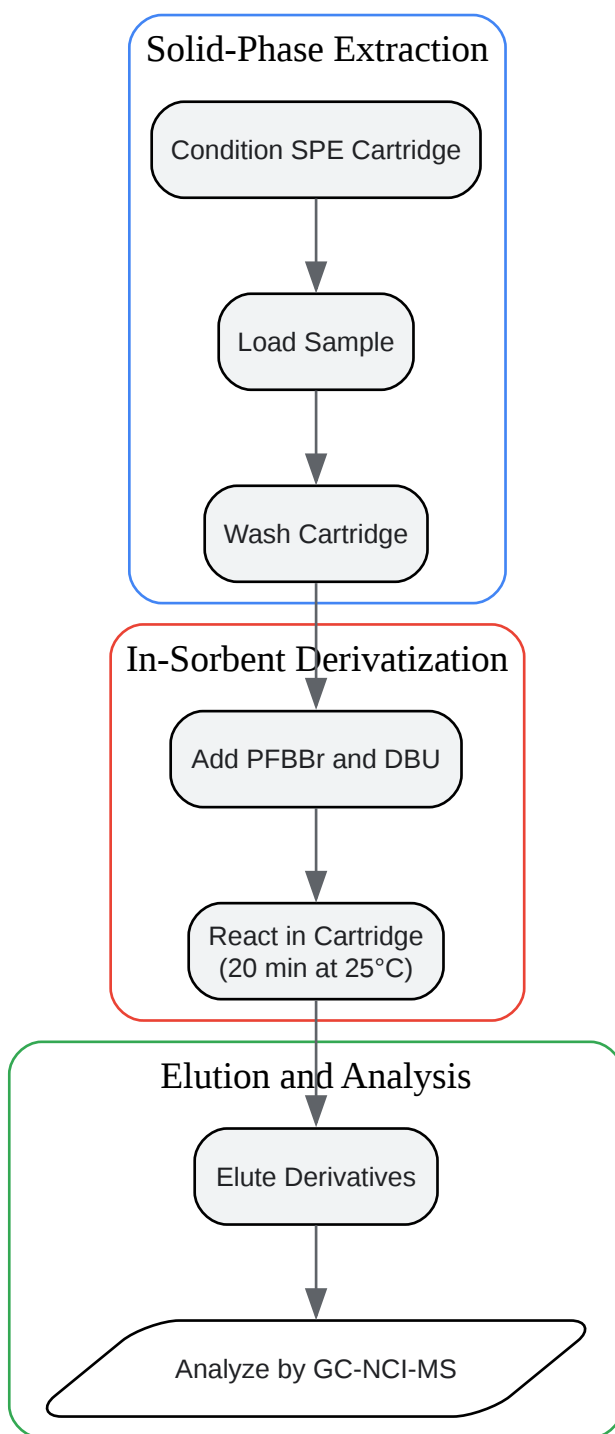 Solid-Phase Extraction
Condition SPE Cartridge
Load Sample
Wash Cartridge
In-Sorbent Derivatization
Add PFBBr and DBU
React in Cartridge
(20 min at 25°C)
Elution and Analysis
Elute Derivatives
Analyze by GC-NCI-MS